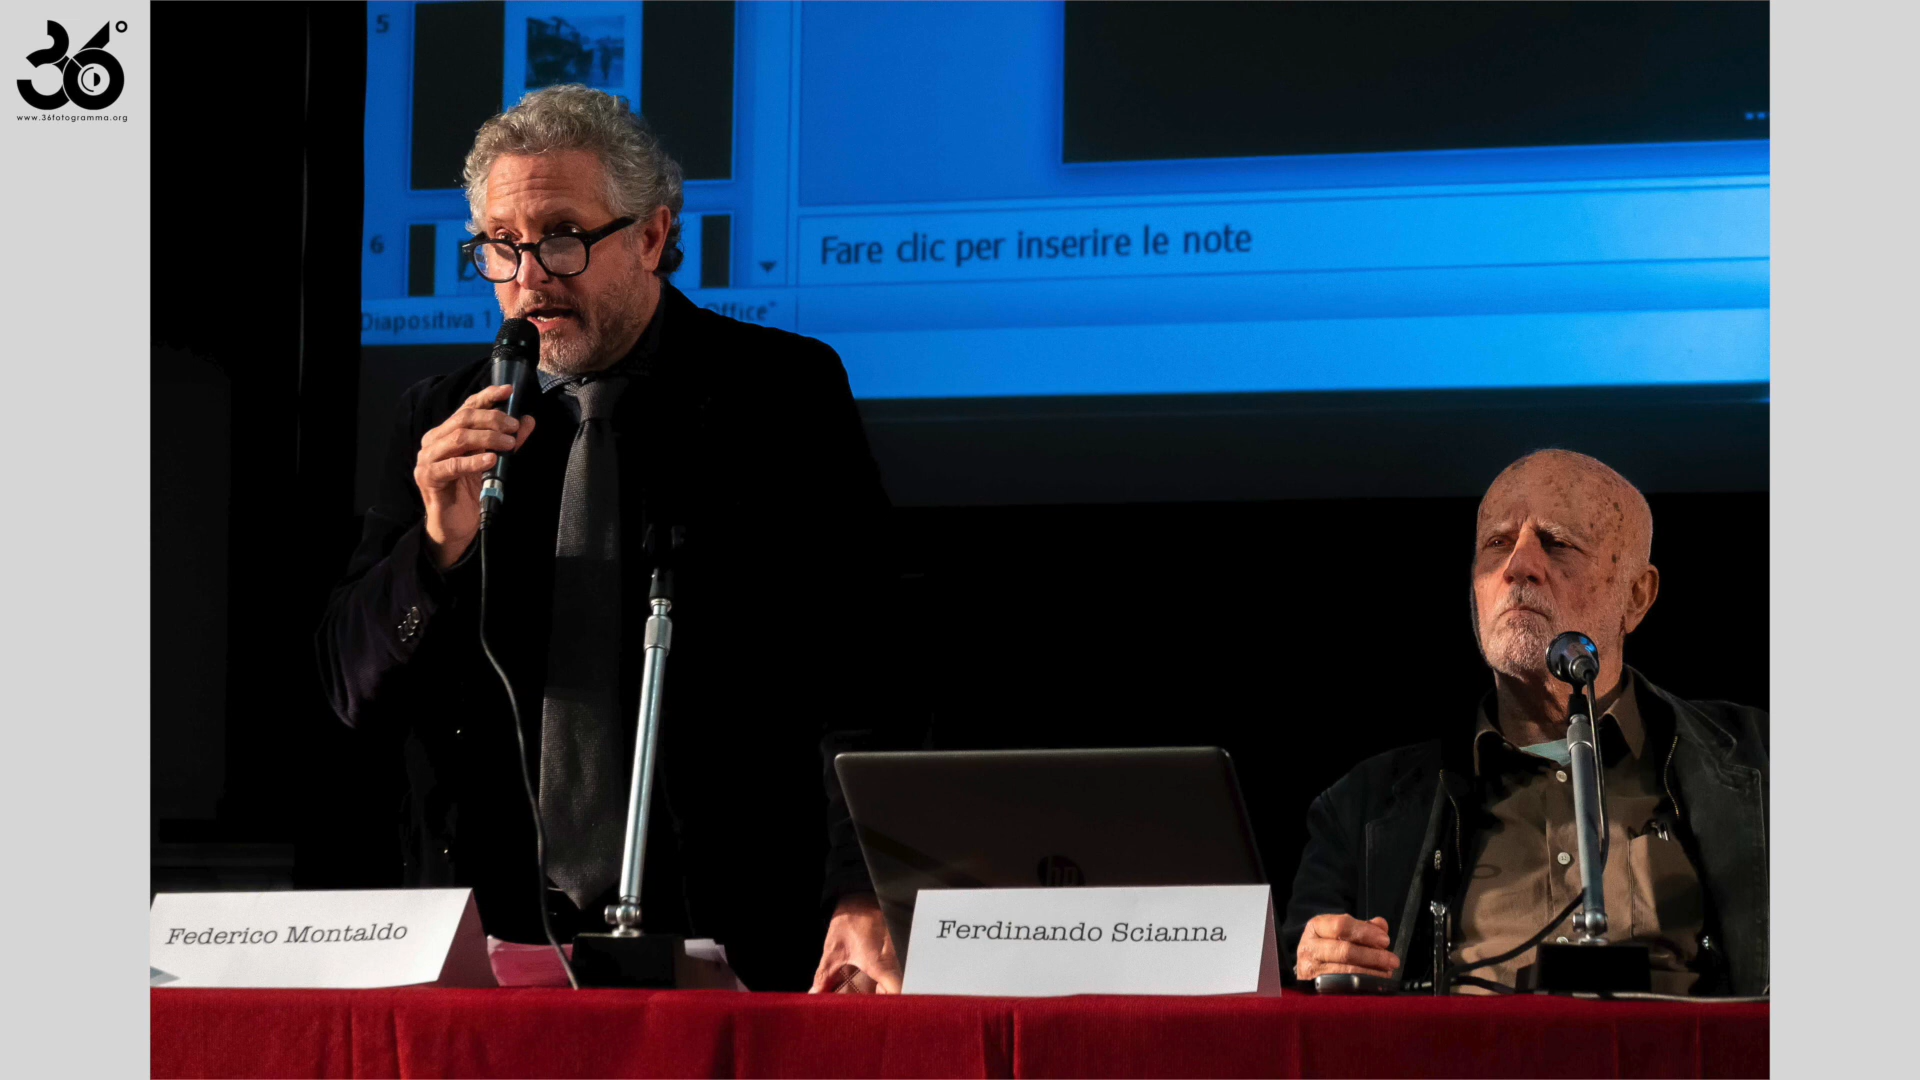 36°
www.36fotogramma.org
5
6
Fare clic per inserire le note
Diapositiva 1
Office"
Federico Montaldo
Ferdinando Scianna
hp